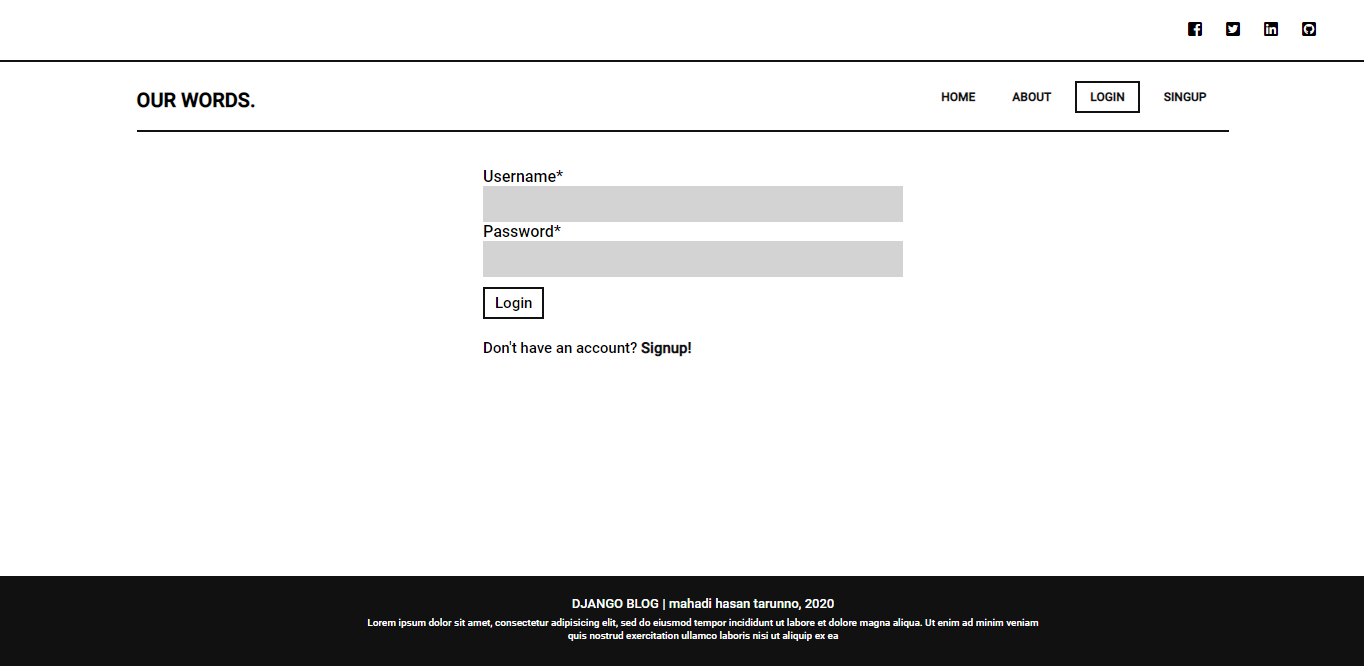 OUR WORDS.
HOME ABOUT LOGIN SINGUP
Username*
Password*
Login
Don't have an account? Signup!
DJANGO BLOG | mahadi hasan tarunno, 2020
Lorem ipsum dolor sit amet, consectetur adipisicing elit, sed do eiusmod tempor incididunt ut labore et dolore magna aliqua. Ut enim ad minim veniam
quis nostrud exercitation ullamco laboris nisi ut aliquip ex ea